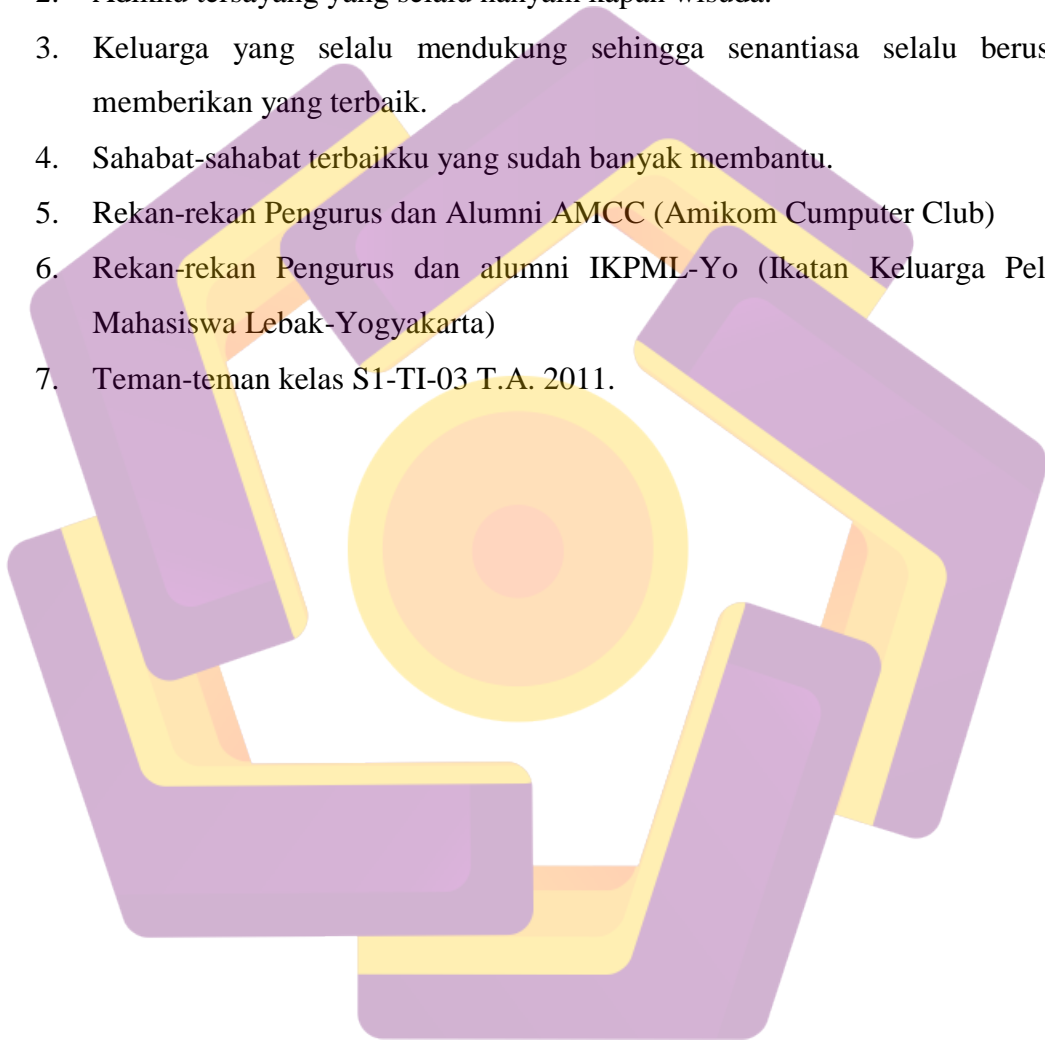 3. Keluarga yang selalu mendukung sehingga senantiasa selalu berus
memberikan yang terbaik.
4. Sahabat-sahabat terbaikku yang sudah banyak membantu.
5. Rekan-rekan Pengurus dan Alumni AMCC (Amikom Cumputer Club)
6. Rekan-rekan Pengurus dan alumni IKPML-Yo (Ikatan Keluarga Pel
Mahasiswa Lebak-Yogyakarta)
7. Teman-teman kelas S1-TI-03 T.A. 2011.